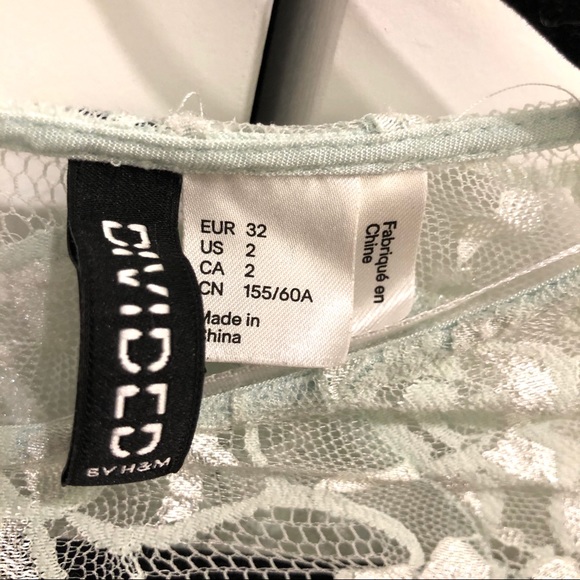 DIVIDED
BY H&M
EUR 32
US 2
CA 2
CN 155/60A
Made in
China
Fabriqué en
Chine